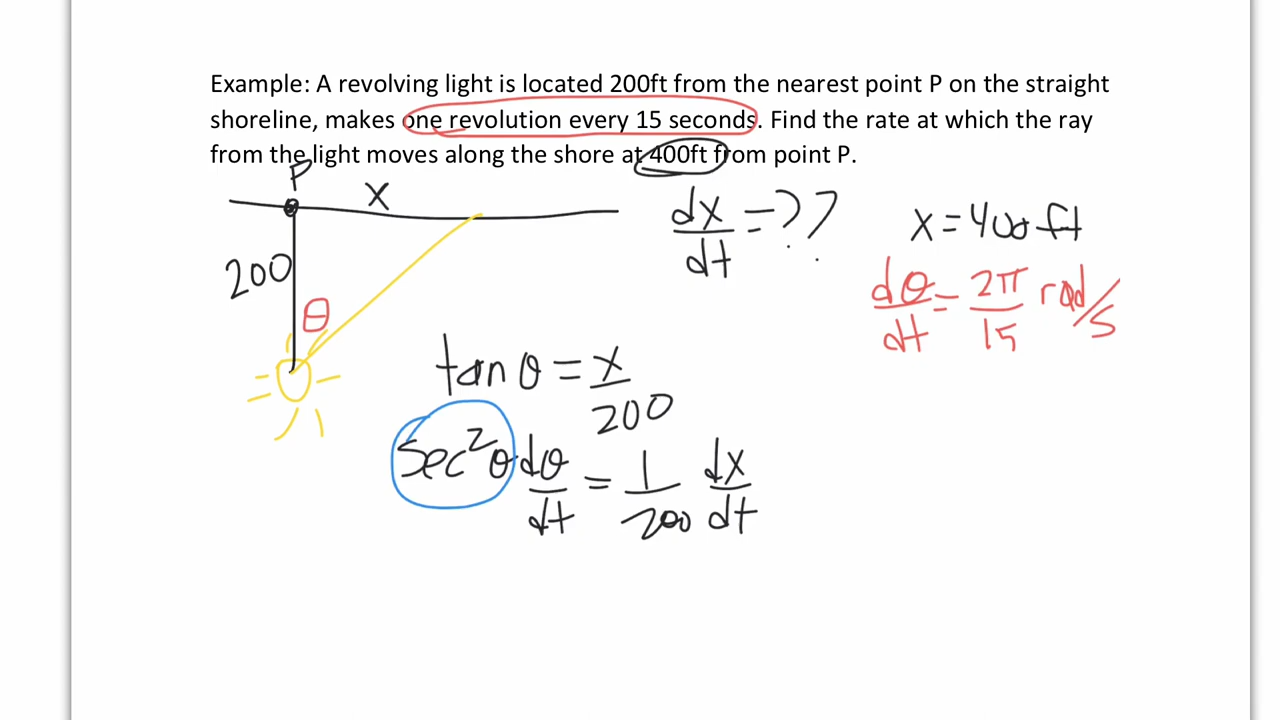 Example: A revolving light is located 200ft from the nearest point P on the straight
shoreline, makes one revolution every 15 seconds. Find the rate at which the ray
from the light moves along the shore at 400ft from point P.
P
x
dx/dt = ??
x = 400 ft
200
θ
dθ/dt = 2π/15 rad/s
tan θ = x/200
sec²θ dθ/dt = 1/200 dx/dt